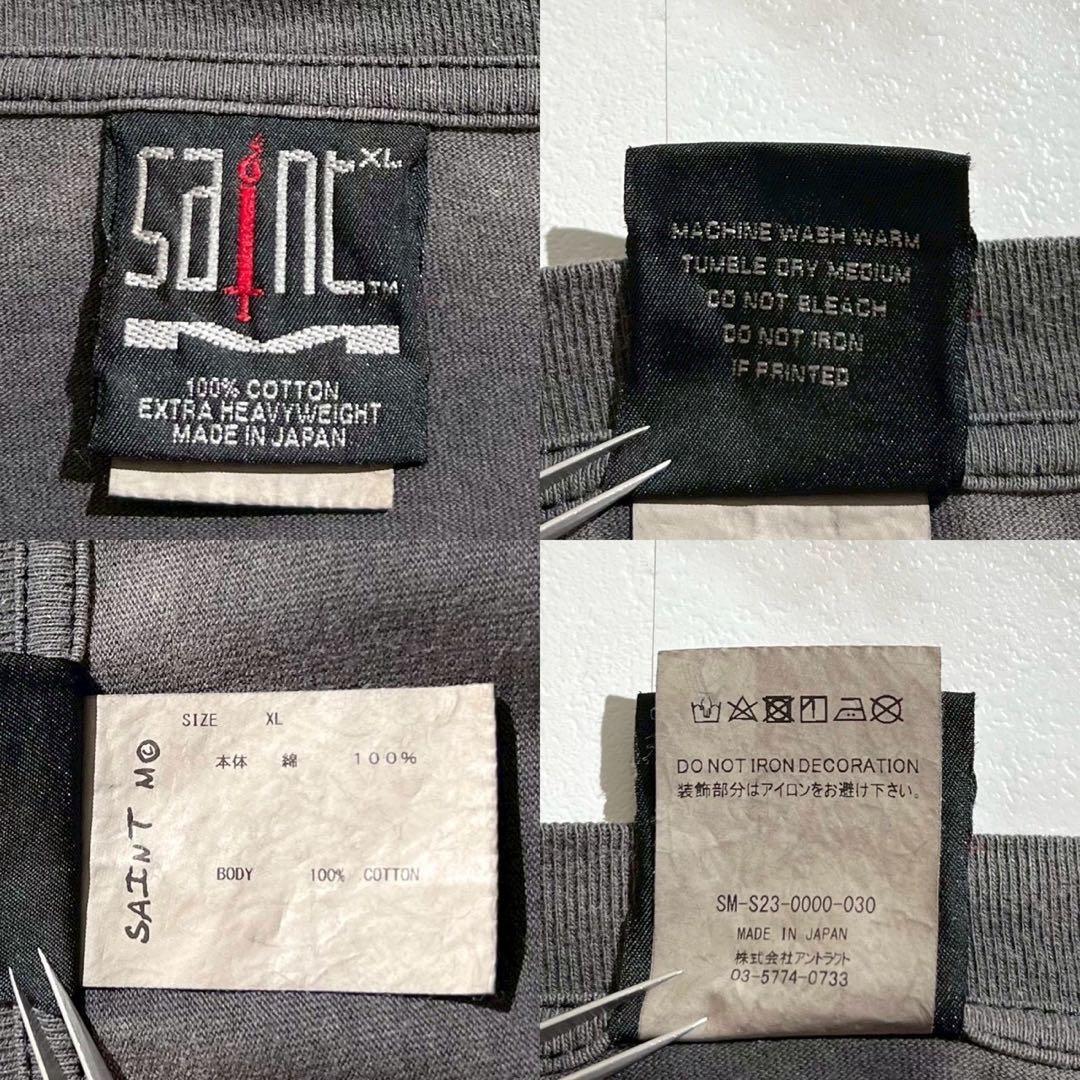 saint XL
TM
100% COTTON
EXTRA HEAVYWEIGHT
MADE IN JAPAN
MACHINE WASH WARM
TUMBLE DRY MEDIUM
DO NOT BLEACH
DO NOT IRON
IF PRINTED
SIZE XL
本体 綿 100%
BODY 100% COTTON
SAINT M©
DO NOT IRON DECORATION
装飾部分はアイロンをお避け下さい。
SM-S23-0000-030
MADE IN JAPAN
株式会社アントラクト
03-5774-0733